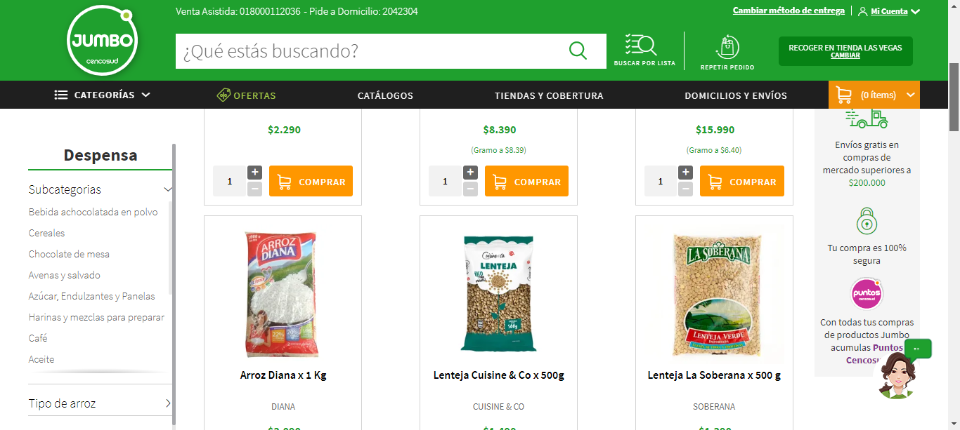 Venta Asistida: 018000112036 - Pide a Domicilio: 2042304
Cambiar método de entrega
Mi Cuenta
JUMBO
cencosud
¿Qué estás buscando?
BUSCAR POR LISTA
REPETIR PEDIDO
RECOGER EN TIENDA LAS VEGAS
CAMBIAR
CATEGORÍAS
OFERTAS
CATÁLOGOS
TIENDAS Y COBERTURA
DOMICILIOS Y ENVÍOS
(0 ítems)
Despensa
Subcategorias
Bebida achocolatada en polvo
Cereales
Chocolate de mesa
Avenas y salvado
Azúcar, Endulzantes y Panelas
Harinas y mezclas para preparar
Café
Aceite
Tipo de arroz
$2.290
1
+
−
COMPRAR
$8.390
(Gramo a $8.39)
1
+
−
COMPRAR
$15.990
(Gramo a $6.40)
1
+
−
COMPRAR
ARROZ
DIANA
Arroz Diana x 1 Kg
DIANA
LENTEJA
500g
Lenteja Cuisine & Co x 500g
CUISINE & CO
LA SOBERANA
LENTEJA VERDE
Lenteja La Soberana x 500 g
SOBERANA
Envíos gratis en
compras de
mercado superiores a
$200.000
Tu compra es 100%
segura
puntos
cencosud
Con todas tus compras
de productos Jumbo
acumulas Puntos
Cencosu